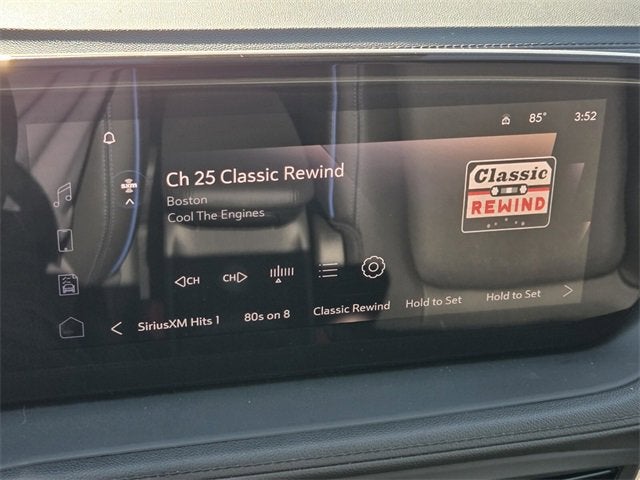 85° 3:52
Ch 25 Classic Rewind
Boston
Cool The Engines
sxm
Classic
REWIND
CH CH
SiriusXM Hits 1 80s on 8 Classic Rewind Hold to Set Hold to Set